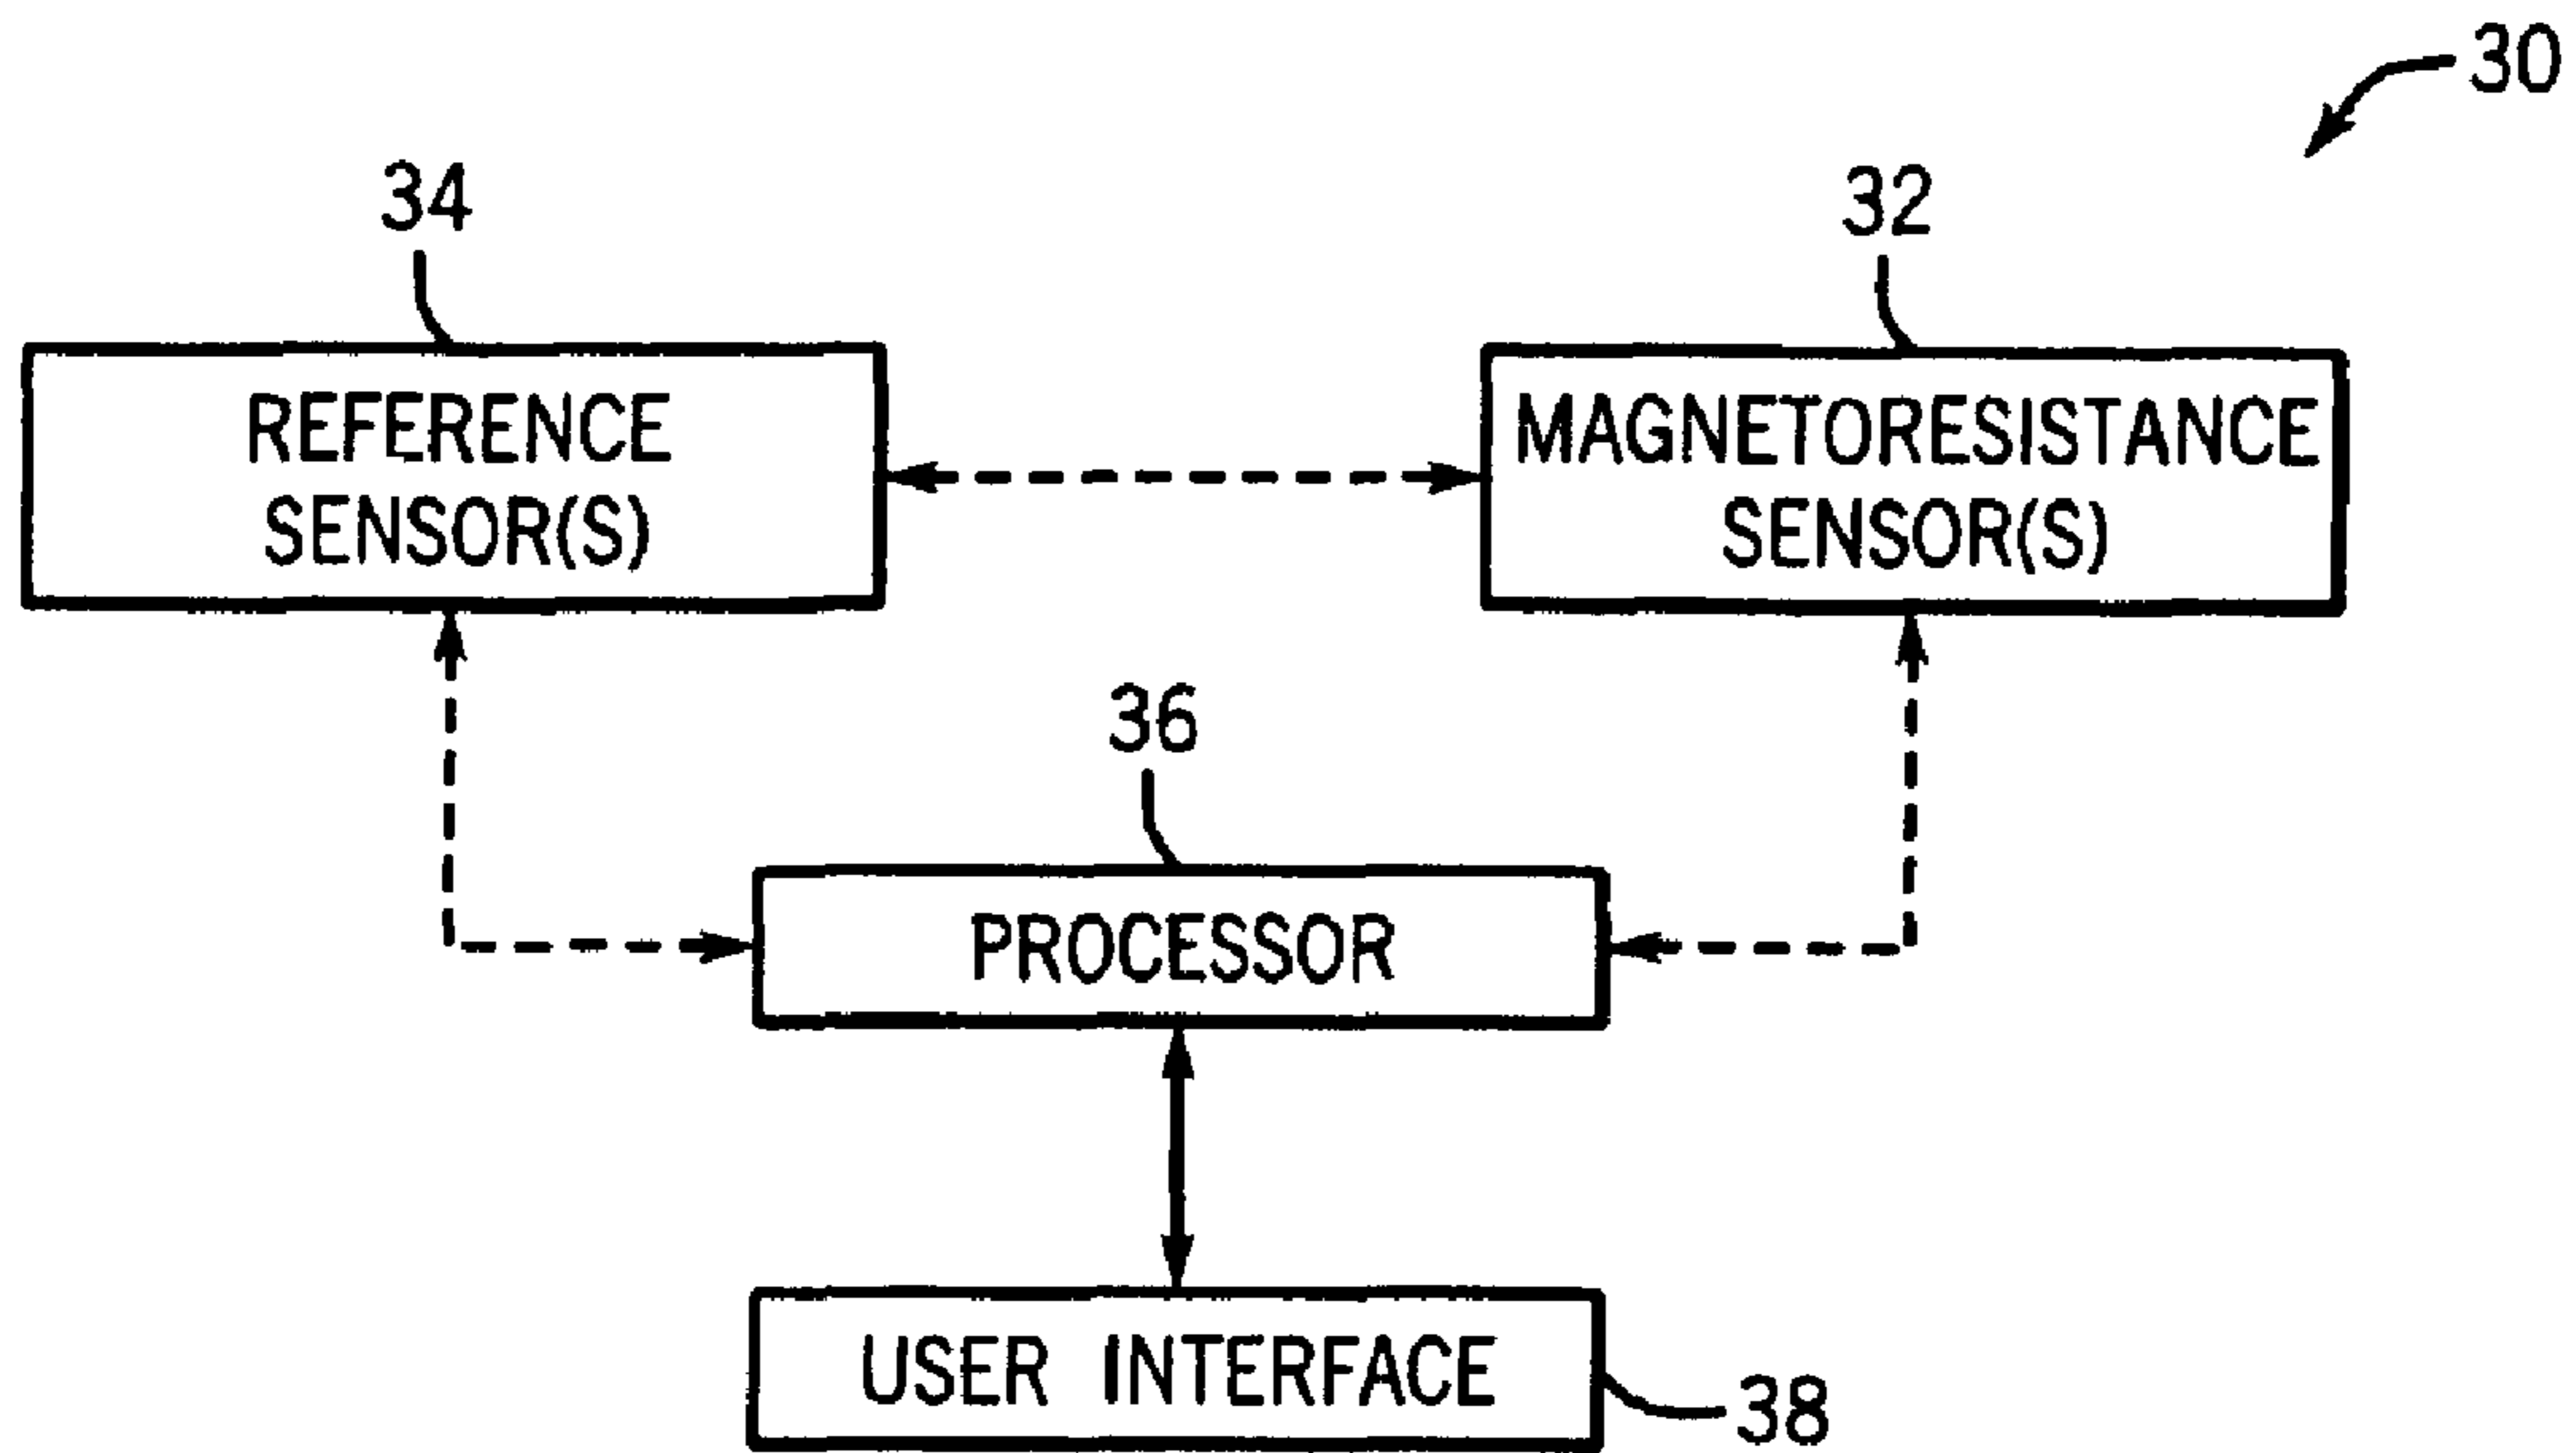 30
34
32
REFERENCE
SENSOR(S)
MAGNETORESISTANCE
SENSOR(S)
36
PROCESSOR
USER INTERFACE
38